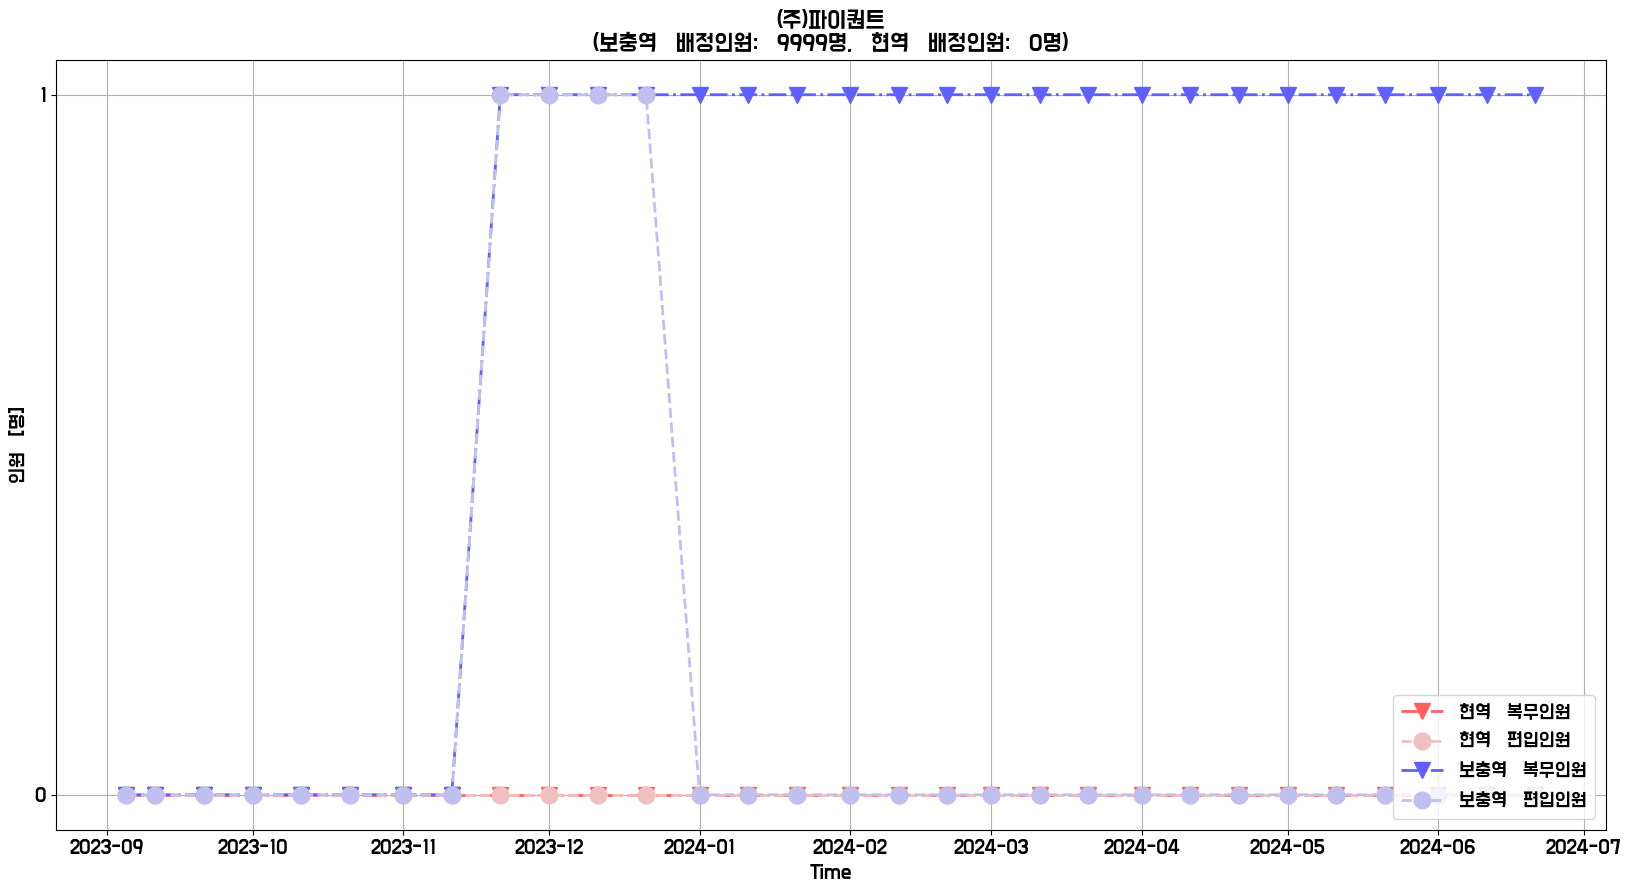 (주)파이퀀트
(보충역 배정인원: 9999명, 현역 배정인원: 0명)
1
0
인원 [명]
2023-09 2023-10 2023-11 2023-12 2024-01 2024-02 2024-03 2024-04 2024-05 2024-06 2024-07
Time
현역 복무인원
현역 편입인원
보충역 복무인원
보충역 편입인원